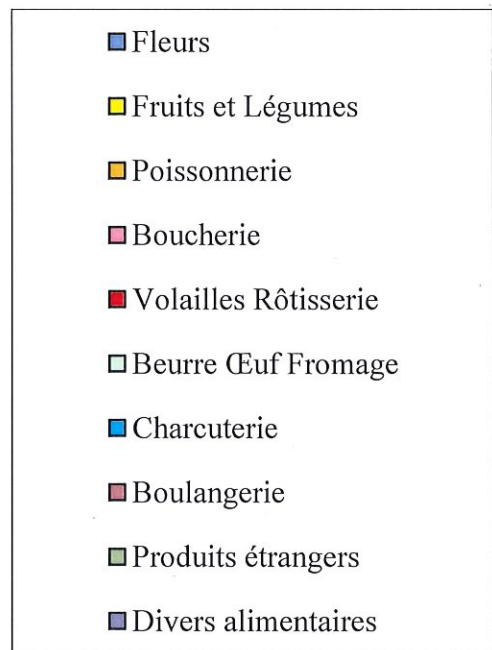 Fleurs
Fruits et Légumes
Poissonnerie
Boucherie
Volailles Rôtisserie
Beurre Œuf Fromage
Charcuterie
Boulangerie
Produits étrangers
Divers alimentaires